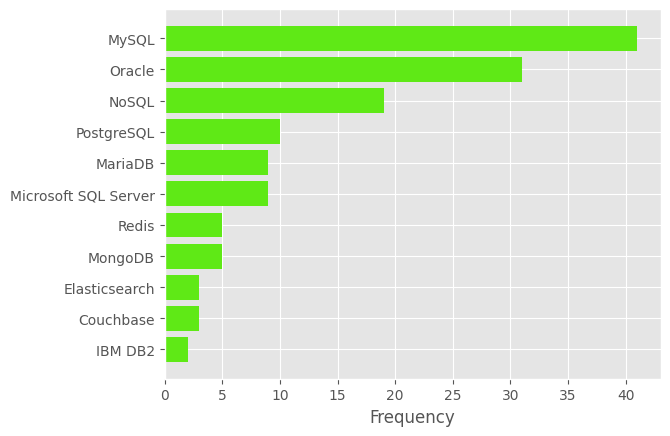 MySQL
Oracle
NoSQL
PostgreSQL
MariaDB
Microsoft SQL Server
Redis
MongoDB
Elasticsearch
Couchbase
IBM DB2
0 5 10 15 20 25 30 35 40
Frequency